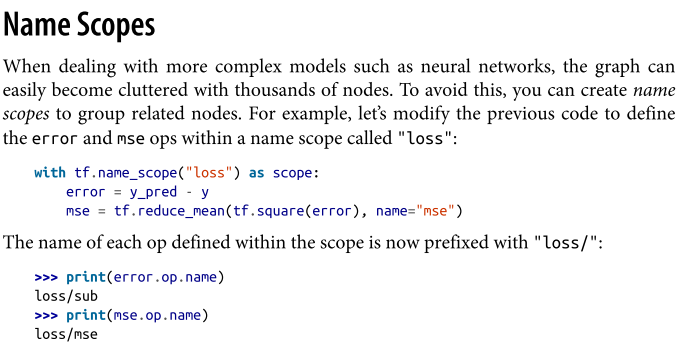 Name Scopes
When dealing with more complex models such as neural networks, the graph can
easily become cluttered with thousands of nodes. To avoid this, you can create name
scopes to group related nodes. For example, let’s modify the previous code to define
the error and mse ops within a name scope called "loss":
with tf.name_scope("loss") as scope:
    error = y_pred - y
    mse = tf.reduce_mean(tf.square(error), name="mse")
The name of each op defined within the scope is now prefixed with "loss/":
>>> print(error.op.name)
loss/sub
>>> print(mse.op.name)
loss/mse